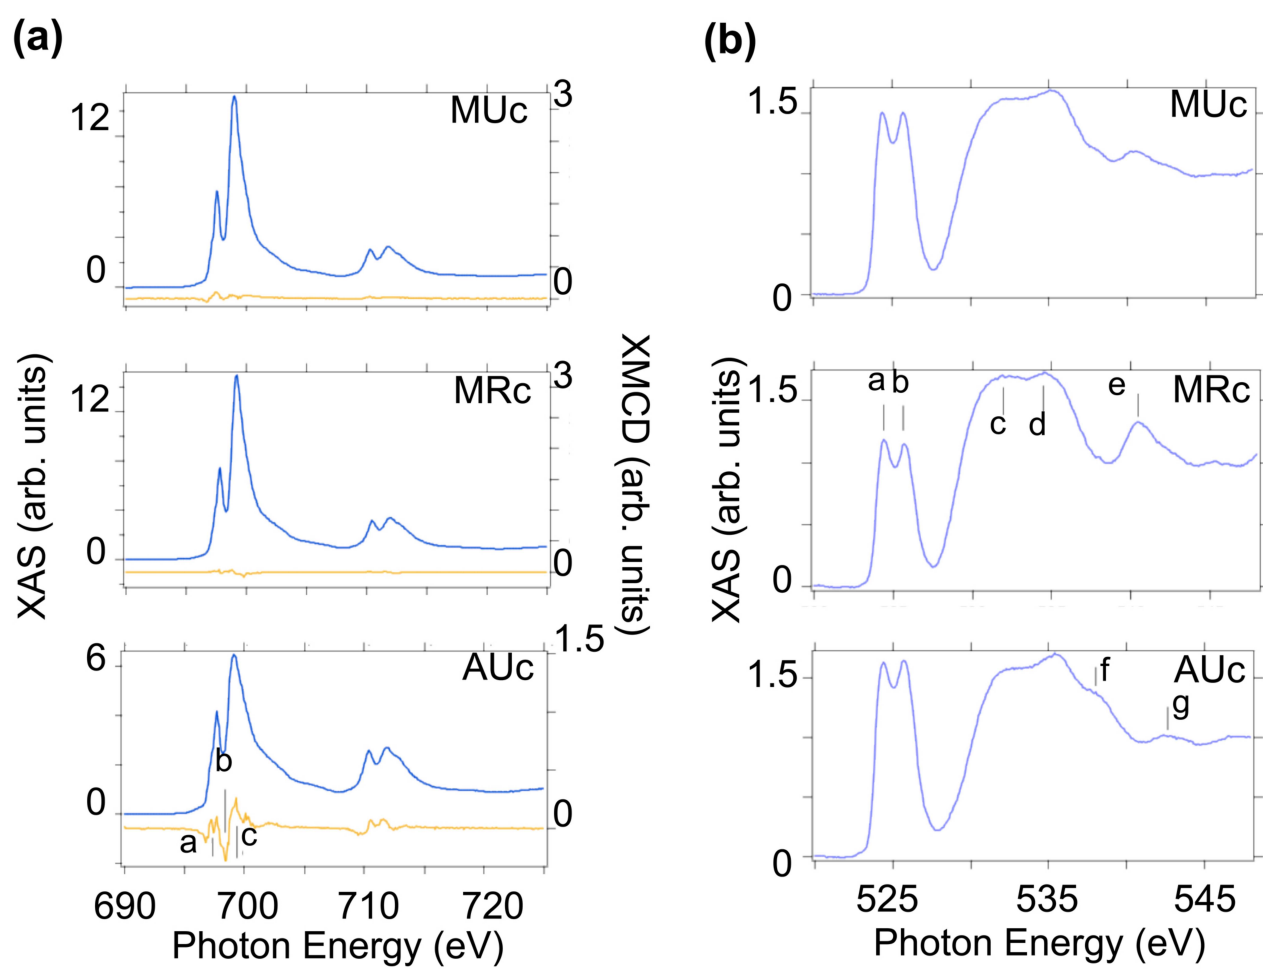 (a)
MUc
12
0
3
0
MRc
12
0
3
0
AUc
6
0
1.5
0
b
a
c
XAS (arb. units)
XMCD (arb. units)
690 700 710 720
Photon Energy (eV)
(b)
MUc
1.5
0
MRc
1.5
0
a b
c
d
e
AUc
1.5
0
f
g
XAS (arb. units)
525 535 545
Photon Energy (eV)